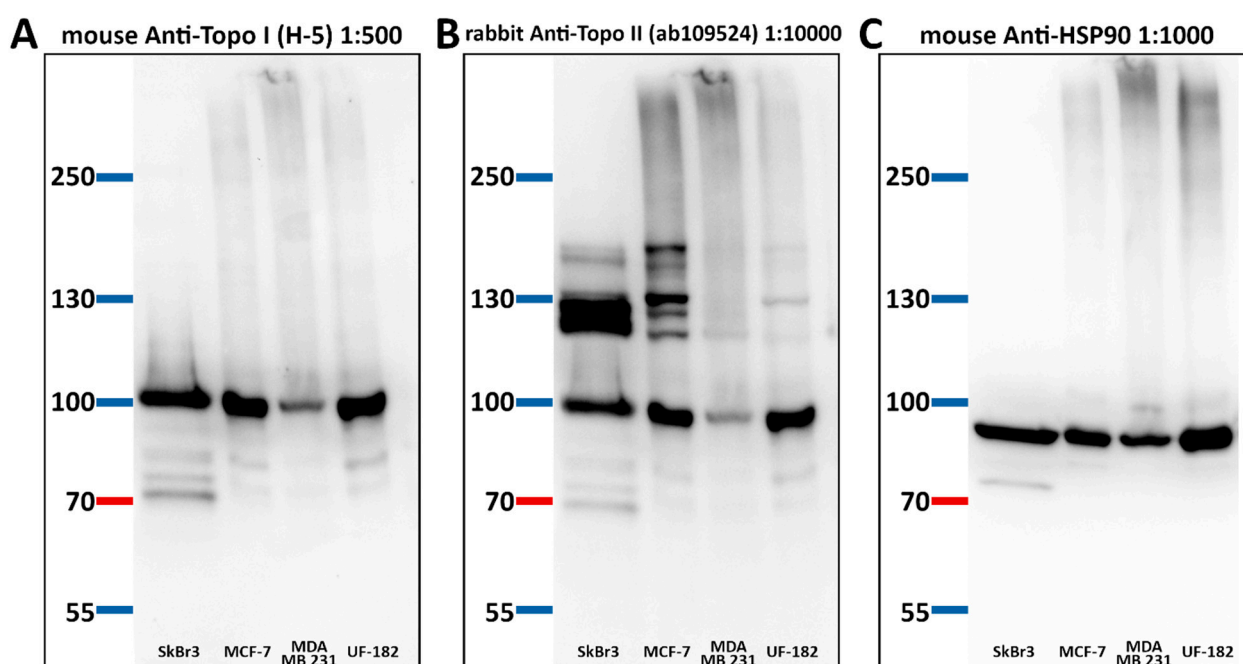 A mouse Anti-Topo I (H-5) 1:500
250
130
100
70
55
SkBr3 MCF-7 MDA MB 231 UF-182
B rabbit Anti-Topo II (ab109524) 1:10000
250
130
100
70
55
SkBr3 MCF-7 MDA MB 231 UF-182
C mouse Anti-HSP90 1:1000
250
130
100
70
55
SkBr3 MCF-7 MDA MB 231 UF-182